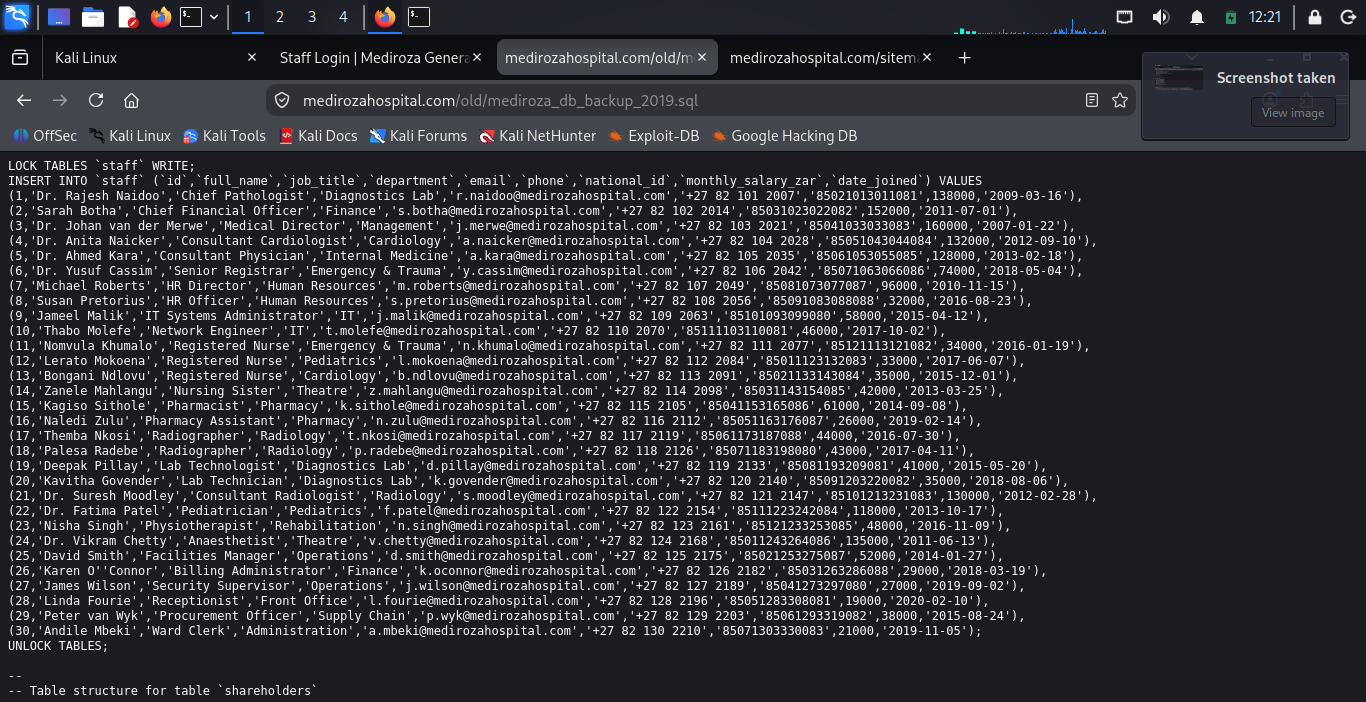 1 2 3 4 12:21
Kali Linux
Staff Login | Mediroza Genera
medirozahospital.com/old/m
medirozahospital.com/sitema
Screenshot taken
View image
medirozahospital.com/old/mediroza_db_backup_2019.sql
OffSec Kali Linux Kali Tools Kali Docs Kali Forums Kali NetHunter Exploit-DB Google Hacking DB
LOCK TABLES `staff` WRITE;
INSERT INTO `staff` (`id`,`full_name`,`job_title`,`department`,`email`,`phone`,`national_id`,`monthly_salary_zar`,`date_joined`) VALUES
(1,'Dr. Rajesh Naidoo','Chief Pathologist','Diagnostics Lab','r.naidoo@medirozahospital.com','+27 82 101 2007','85021013011081',138000,'2009-03-16'),
(2,'Sarah Botha','Chief Financial Officer','Finance','s.botha@medirozahospital.com','+27 82 102 2014','85031023022082',152000,'2011-07-01'),
(3,'Dr. Johan van der Merwe','Medical Director','Management','j.merwe@medirozahospital.com','+27 82 103 2021','85041033033083',160000,'2007-01-22'),
(4,'Dr. Anita Naicker','Consultant Cardiologist','Cardiology','a.naicker@medirozahospital.com','+27 82 104 2028','85051043044084',132000,'2012-09-10'),
(5,'Dr. Ahmed Kara','Consultant Physician','Internal Medicine','a.kara@medirozahospital.com','+27 82 105 2035','85061053055085',128000,'2013-02-18'),
(6,'Dr. Yusuf Cassim','Senior Registrar','Emergency & Trauma','y.cassim@medirozahospital.com','+27 82 106 2042','85071063066086',74000,'2018-05-04'),
(7,'Michael Roberts','HR Director','Human Resources','m.roberts@medirozahospital.com','+27 82 107 2049','85081073077087',96000,'2010-11-15'),
(8,'Susan Pretorius','HR Officer','Human Resources','s.pretorius@medirozahospital.com','+27 82 108 2056','85091083088088',32000,'2016-08-23'),
(9,'Jameel Malik','IT Systems Administrator','IT','j.malik@medirozahospital.com','+27 82 109 2063','85101093099080',58000,'2015-04-12'),
(10,'Thabo Molefe','Network Engineer','IT','t.molefe@medirozahospital.com','+27 82 110 2070','85111103110081',46000,'2017-10-02'),
(11,'Nomvula Khumalo','Registered Nurse','Emergency & Trauma','n.khumalo@medirozahospital.com','+27 82 111 2077','85121113121082',34000,'2016-01-19'),
(12,'Lerato Mokoena','Registered Nurse','Pediatrics','l.mokoena@medirozahospital.com','+27 82 112 2084','85011123132083',33000,'2017-06-07'),
(13,'Bongani Ndlovu','Registered Nurse','Cardiology','b.ndlovu@medirozahospital.com','+27 82 113 2091','85021133143084',35000,'2015-12-01'),
(14,'Zanele Mahlangu','Nursing Sister','Theatre','z.mahlangu@medirozahospital.com','+27 82 114 2098','85031143154085',42000,'2013-03-25'),
(15,'Kagiso Sithole','Pharmacist','Pharmacy','k.sithole@medirozahospital.com','+27 82 115 2105','85041153165086',61000,'2014-09-08'),
(16,'Naledi Zulu','Pharmacy Assistant','Pharmacy','n.zulu@medirozahospital.com','+27 82 116 2112','85051163176087',26000,'2019-02-14'),
(17,'Themba Nkosi','Radiographer','Radiology','t.nkosi@medirozahospital.com','+27 82 117 2119','85061173187088',44000,'2016-07-30'),
(18,'Palesa Radebe','Radiographer','Radiology','p.radebe@medirozahospital.com','+27 82 118 2126','85071183198080',43000,'2017-04-11'),
(19,'Deepak Pillay','Lab Technologist','Diagnostics Lab','d.pillay@medirozahospital.com','+27 82 119 2133','85081193209081',41000,'2015-05-20'),
(20,'Kavitha Govender','Lab Technician','Diagnostics Lab','k.govender@medirozahospital.com','+27 82 120 2140','85091203220082',35000,'2018-08-06'),
(21,'Dr. Suresh Moodley','Consultant Radiologist','Radiology','s.moodley@medirozahospital.com','+27 82 121 2147','85101213231083',130000,'2012-02-28'),
(22,'Dr. Fatima Patel','Pediatrician','Pediatrics','f.patel@medirozahospital.com','+27 82 122 2154','85111223242084',118000,'2013-10-17'),
(23,'Nisha Singh','Physiotherapist','Rehabilitation','n.singh@medirozahospital.com','+27 82 123 2161','85121233253085',48000,'2016-11-09'),
(24,'Dr. Vikram Chetty','Anaesthetist','Theatre','v.chetty@medirozahospital.com','+27 82 124 2168','85011243264086',135000,'2011-06-13'),
(25,'David Smith','Facilities Manager','Operations','d.smith@medirozahospital.com','+27 82 125 2175','85021253275087',52000,'2014-01-27'),
(26,'Karen O''Connor','Billing Administrator','Finance','k.oconnor@medirozahospital.com','+27 82 126 2182','85031263286088',29000,'2018-03-19'),
(27,'James Wilson','Security Supervisor','Operations','j.wilson@medirozahospital.com','+27 82 127 2189','85041273297080',27000,'2019-09-02'),
(28,'Linda Fourie','Receptionist','Front Office','l.fourie@medirozahospital.com','+27 82 128 2196','85051283308081',19000,'2020-02-10'),
(29,'Peter van Wyk','Procurement Officer','Supply Chain','p.wyk@medirozahospital.com','+27 82 129 2203','85061293319082',38000,'2015-08-24'),
(30,'Andile Mbeki','Ward Clerk','Administration','a.mbeki@medirozahospital.com','+27 82 130 2210','85071303330083',21000,'2019-11-05');
UNLOCK TABLES;
--
-- Table structure for table `shareholders`